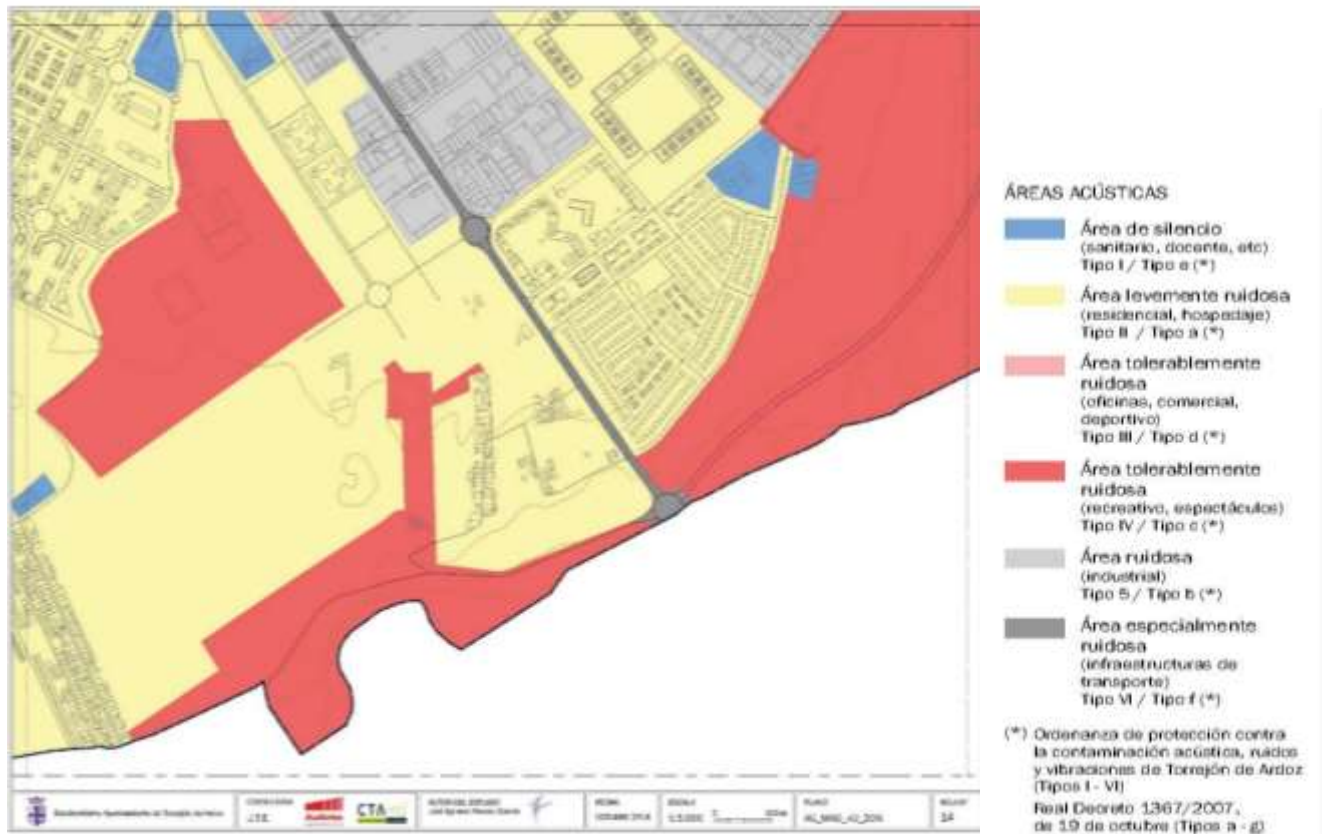 ÁREAS ACÚSTICAS
Área de silencio
(sanitario, docente, etc)
Tipo I / Tipo e (*)
Área levemente ruidosa
(residencial, hospedaje)
Tipo II / Tipo a (*)
Área tolerablemente
ruidosa
(oficinas, comercial,
deportivo)
Tipo III / Tipo d (*)
Área tolerablemente
ruidosa
(recreativo, espectáculos)
Tipo IV / Tipo c (*)
Área ruidosa
(industrial)
Tipo 5 / Tipo b (*)
Área especialmente
ruidosa
(infraestructuras de
transporte)
Tipo VI / Tipo f (*)
(*) Ordenanza de protección contra
la contaminación acústica, ruidos
y vibraciones de Torrejón de Ardoz
(Tipos I - VI)
Real Decreto 1367/2007,
de 19 de octubre (Tipos a - g)
CTA
14